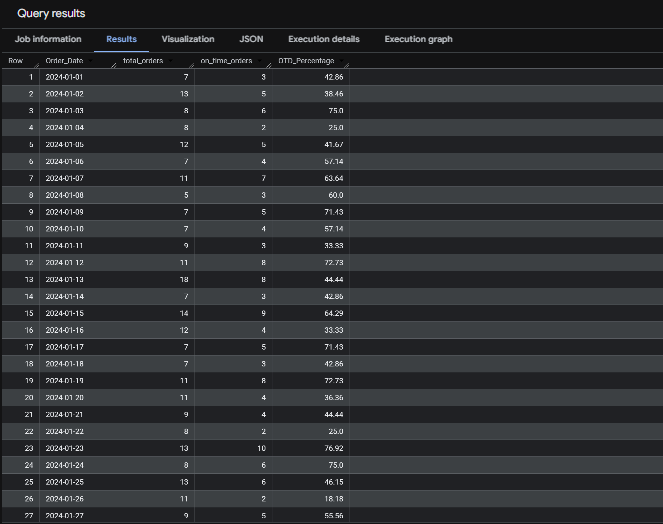 Query results
Job information Results Visualization JSON Execution details Execution graph
Row Order_Date total_orders on_time_orders OTD_Percentage
1 2024-01-01 7 3 42.86
2 2024-01-02 13 5 38.46
3 2024-01-03 8 6 75.0
4 2024-01-04 8 2 25.0
5 2024-01-05 12 5 41.67
6 2024-01-06 7 4 57.14
7 2024-01-07 11 7 63.64
8 2024-01-08 5 3 60.0
9 2024-01-09 7 5 71.43
10 2024-01-10 7 4 57.14
11 2024-01-11 9 3 33.33
12 2024-01-12 11 8 72.73
13 2024-01-13 18 8 44.44
14 2024-01-14 7 3 42.86
15 2024-01-15 14 9 64.29
16 2024-01-16 12 4 33.33
17 2024-01-17 7 5 71.43
18 2024-01-18 7 3 42.86
19 2024-01-19 11 8 72.73
20 2024-01-20 11 4 36.36
21 2024-01-21 9 4 44.44
22 2024-01-22 8 2 25.0
23 2024-01-23 13 10 76.92
24 2024-01-24 8 6 75.0
25 2024-01-25 13 6 46.15
26 2024-01-26 11 2 18.18
27 2024-01-27 9 5 55.56